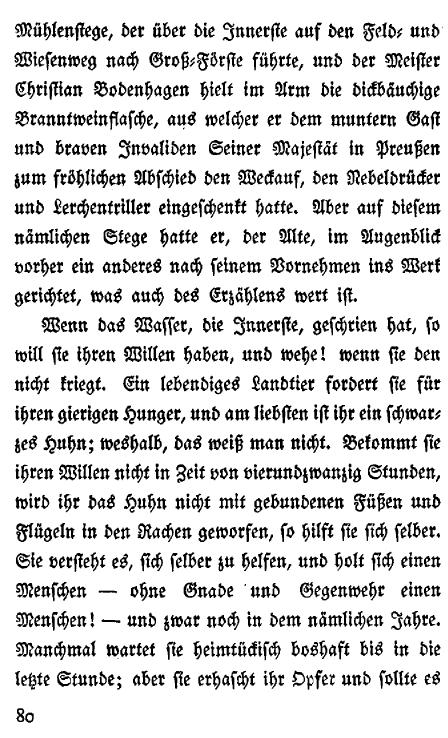 Mühlenstege, der über die Innerste auf den Feld- und
Wiesenweg nach Groß-Förste führte, und der Meister
Christian Bodenhagen hielt im Arm die dickbäuchige
Branntweinflasche, aus welcher er dem muntern Gast
und braven Invaliden Seiner Majestät in Preußen
zum fröhlichen Abschied den Weckauf, den Nebeldrücker
und Lerchentriller eingeschenkt hatte. Aber auf diesem
nämlichen Stege hatte er, der Alte, im Augenblick
vorher ein anderes nach seinem Vornehmen ins Werk
gerichtet, was auch des Erzählens wert ist.
Wenn das Wasser, die Innerste, geschrien hat, so
will sie ihren Willen haben, und wehe! wenn sie den
nicht kriegt. Ein lebendiges Landtier fordert sie für
ihren gierigen Hunger, und am liebsten ist ihr ein schwar-
zes Huhn; weshalb, das weiß man nicht. Bekommt sie
ihren Willen nicht in Zeit von vierundzwanzig Stunden,
wird ihr das Huhn nicht mit gebundenen Füßen und
Flügeln in den Rachen geworfen, so hilft sie sich selber.
Sie versteht es, sich selber zu helfen, und holt sich einen
Menschen — ohne Gnade und Gegenwehr einen
Menschen! — und zwar noch in dem nämlichen Jahre.
Manchmal wartet sie heimtückisch boshaft bis in die
letzte Stunde; aber sie erhascht ihr Opfer und sollte es
80